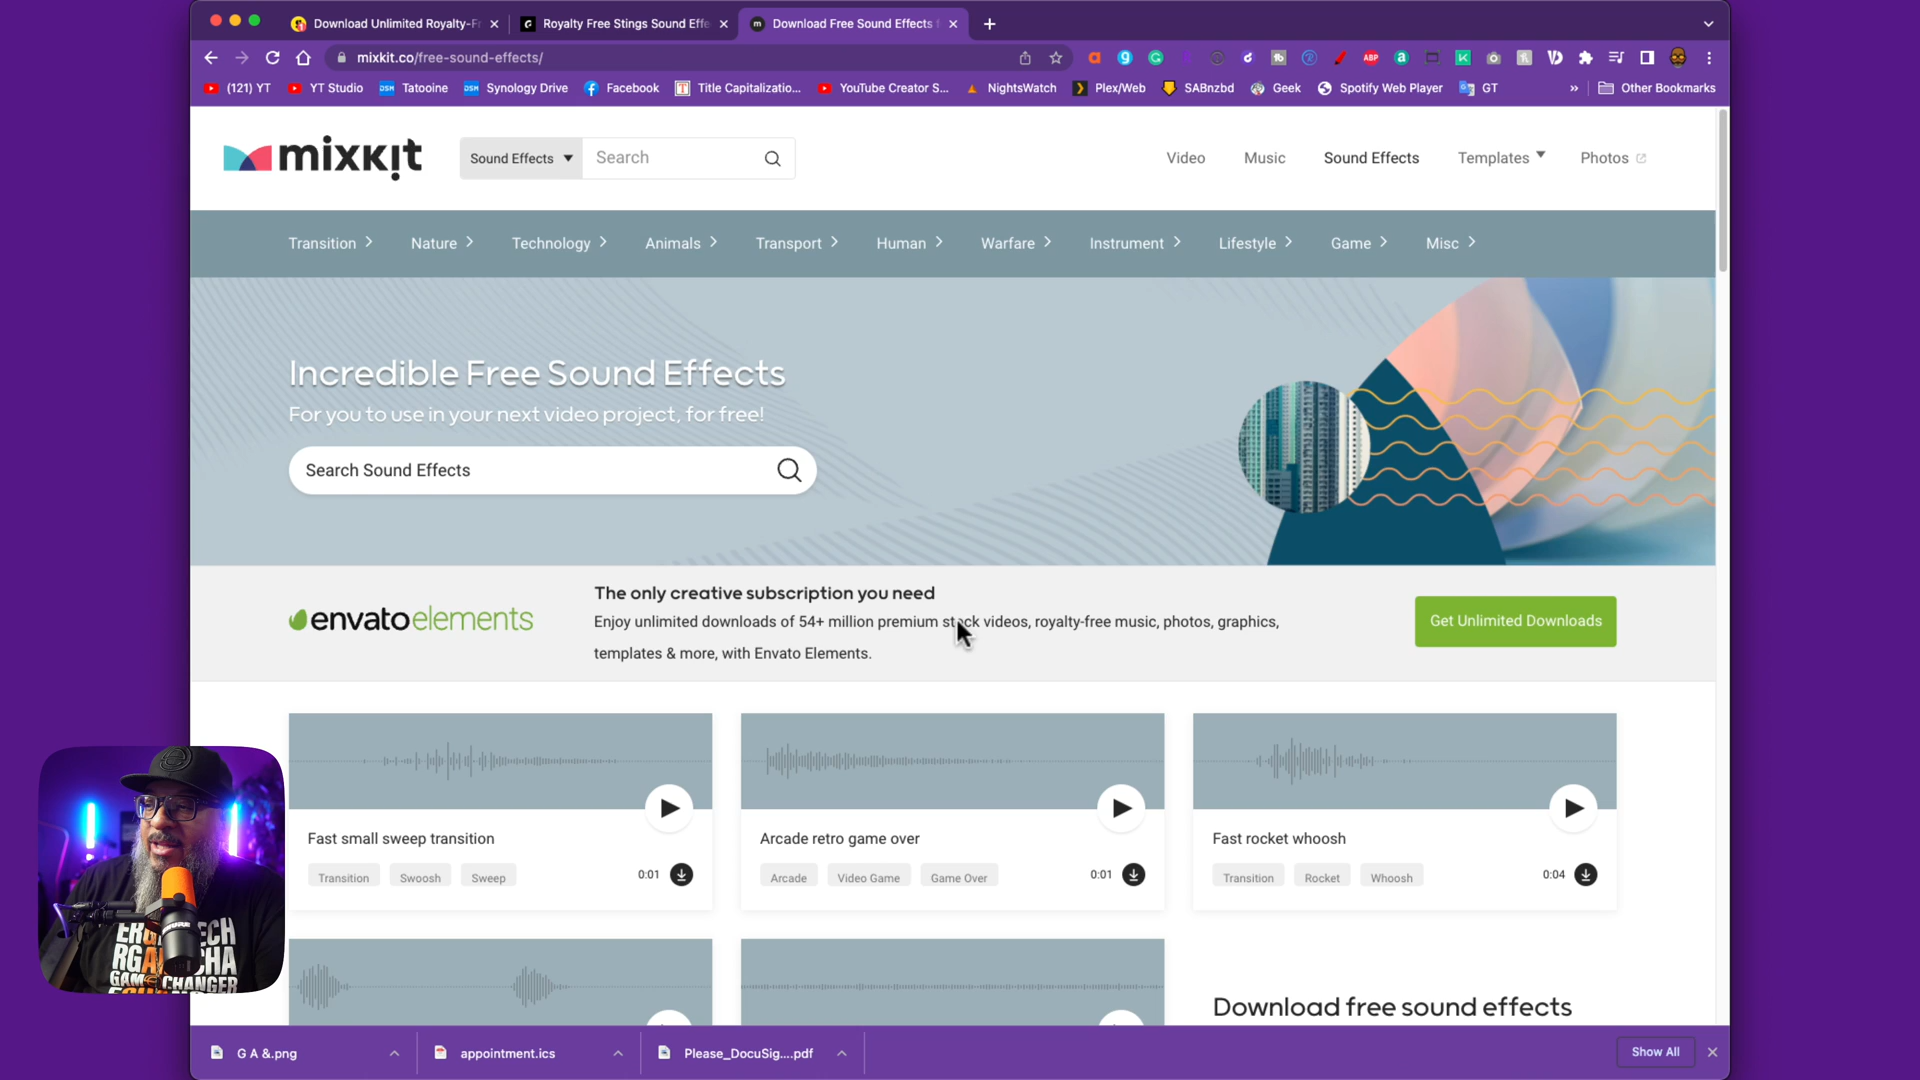 Download Unlimited Royalty-Fr
Royalty Free Stings Sound Effe
Download Free Sound Effects f
mixkit.co/free-sound-effects/
ABP
(121) YT
YT Studio
DSM Tatooine
DSM Synology Drive
Facebook
Title Capitalizatio...
YouTube Creator S...
NightsWatch
Plex/Web
SABnzbd
Geek
Spotify Web Player
GT
»
Other Bookmarks
mixkit
Sound Effects
Search
Video
Music
Sound Effects
Templates
Photos
Transition
Nature
Technology
Animals
Transport
Human
Warfare
Instrument
Lifestyle
Game
Misc
Incredible Free Sound Effects
For you to use in your next video project, for free!
Search Sound Effects
envato elements
The only creative subscription you need
Enjoy unlimited downloads of 54+ million premium stock videos, royalty-free music, photos, graphics,
templates & more, with Envato Elements.
Get Unlimited Downloads
Fast small sweep transition
Transition Swoosh Sweep 0:01
Arcade retro game over
Arcade Video Game Game Over 0:01
Fast rocket whoosh
Transition Rocket Whoosh 0:04
Download free sound effects
GAME CHANGER
G A &.png
appointment.ics
Please_DocuSig....pdf
Show All